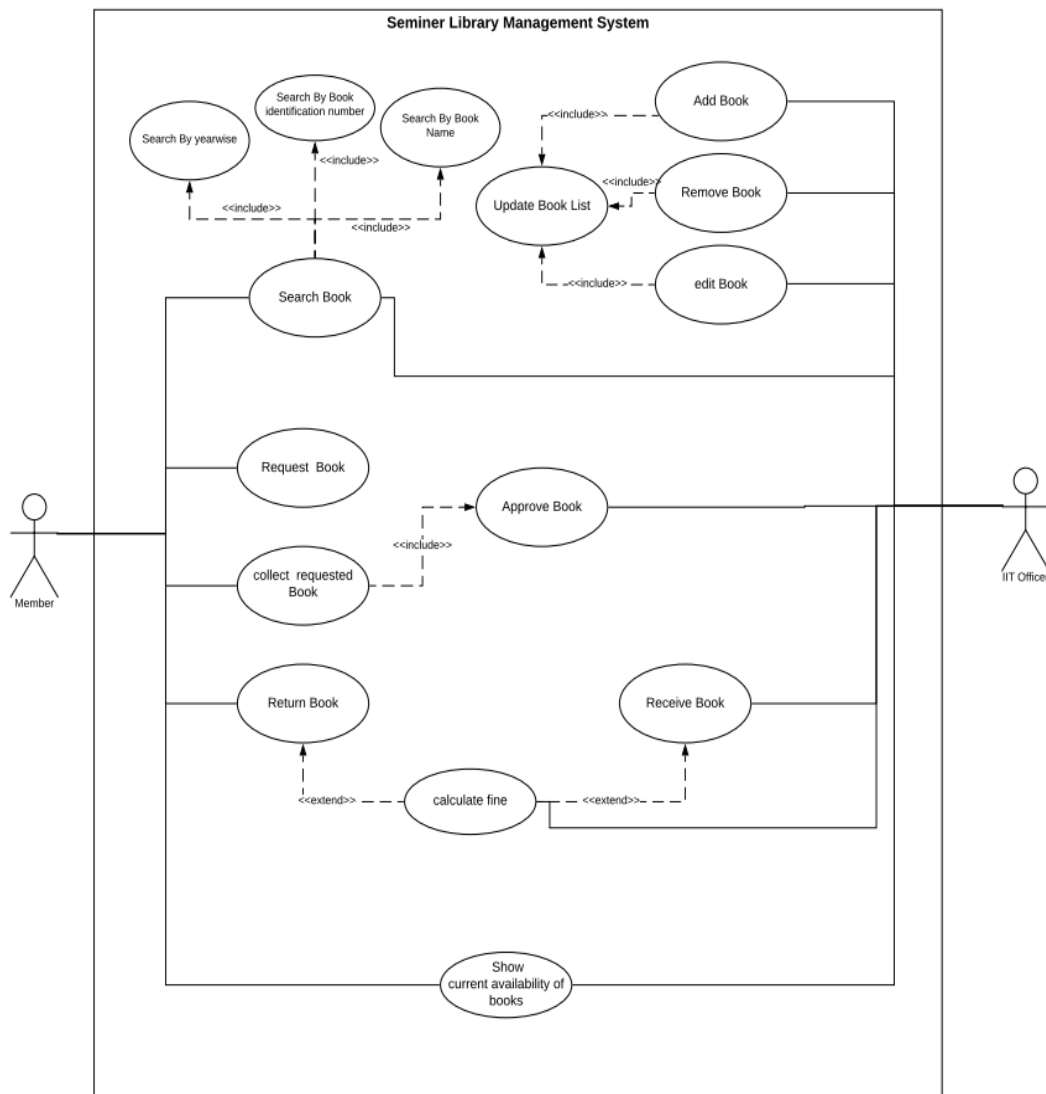 Seminer Library Management System
Search By Book
identification number
Search By Book
Name
Search By yearwise
Add Book
<<include>>
<<include>>
<<include>>
Remove Book
Update Book List
<<include>>
<<include>>
<<include>>
edit Book
Search Book
Request Book
Approve Book
<<include>>
collect requested
Book
Member
IIT Officer
Return Book
Receive Book
<<extend>>
calculate fine
<<extend>>
Show
current availability of
books